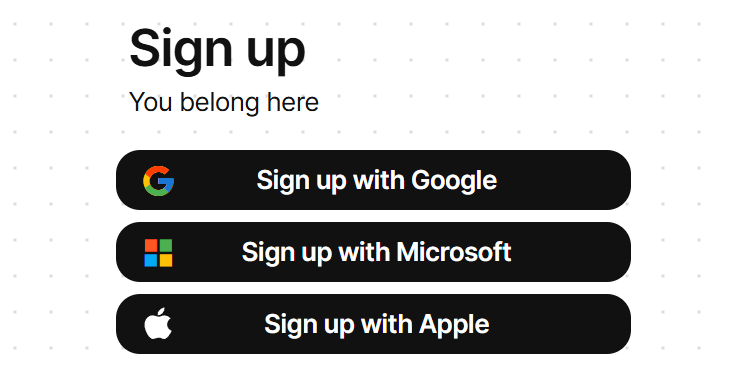 Sign up
You belong here
Sign up with Google
Sign up with Microsoft
Sign up with Apple